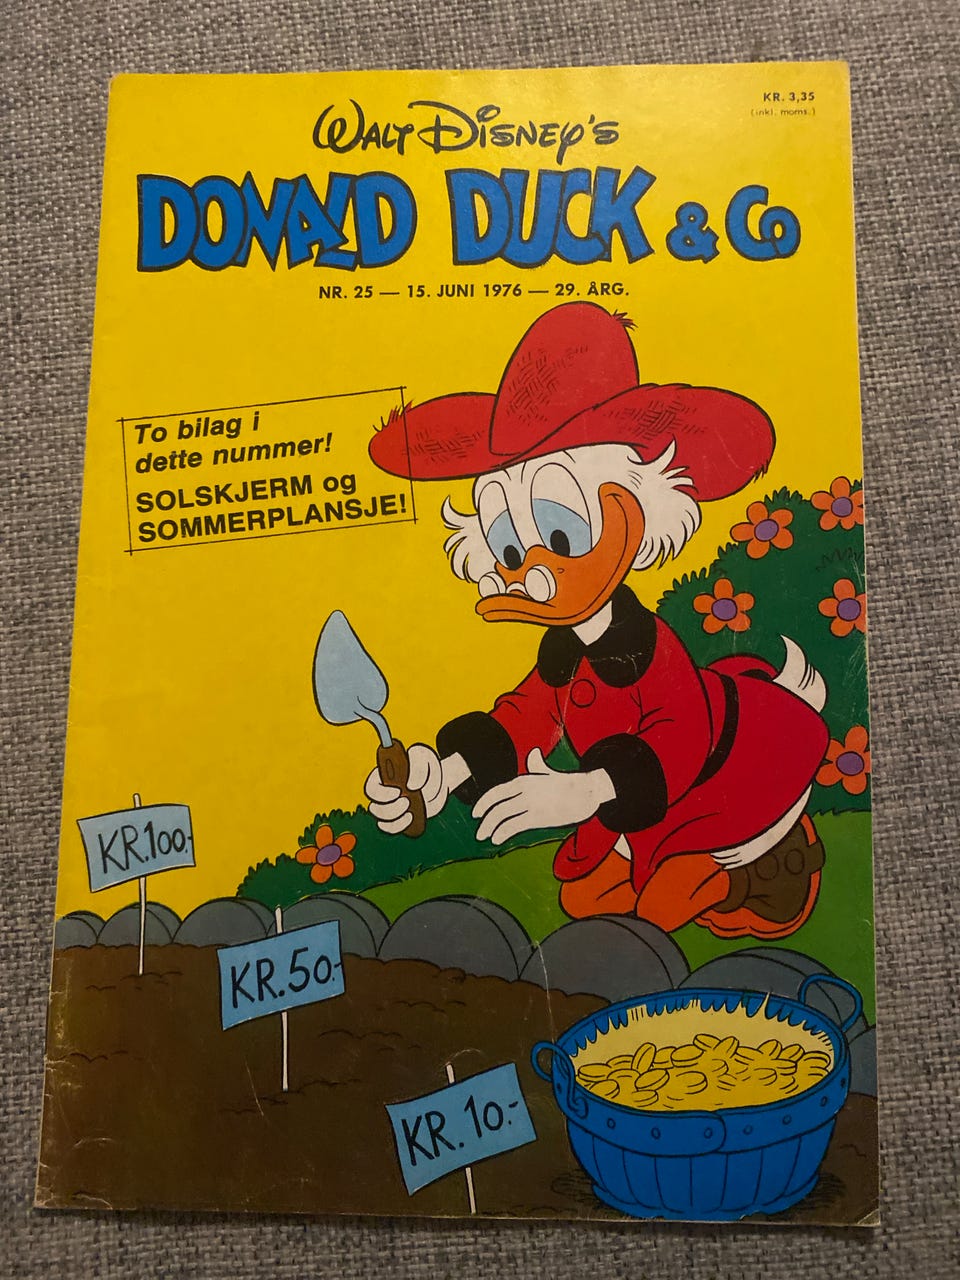 KR. 3,35
(inkl. moms.)
WALT DISNEY'S
DONALD DUCK & Co
NR. 25 — 15. JUNI 1976 — 29. ÅRG.
To bilag i
dette nummer!
SOLSKJERM og
SOMMERPLANSJE!
KR.100.-
KR.50.-
KR.10.-